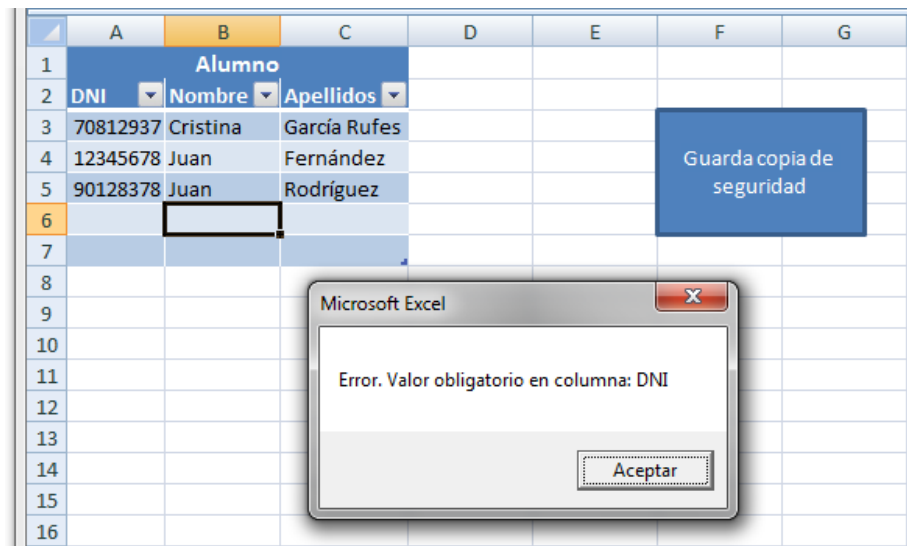 A B C D E F G
1 Alumno
2 DNI Nombre Apellidos
3 70812937 Cristina García Rufes
4 12345678 Juan Fernández
5 90128378 Juan Rodríguez
6
7
8
9
10
11
12
13
14
15
16
Guarda copia de
seguridad
Microsoft Excel
Error. Valor obligatorio en columna: DNI
Aceptar